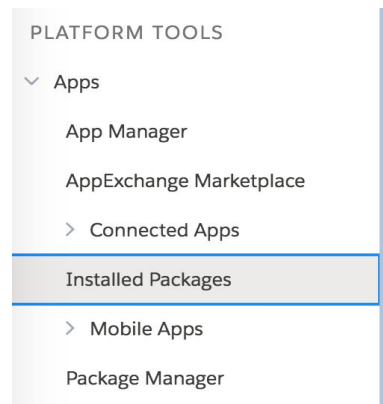 PLATFORM TOOLS
Apps
App Manager
AppExchange Marketplace
Connected Apps
Installed Packages
Mobile Apps
Package Manager